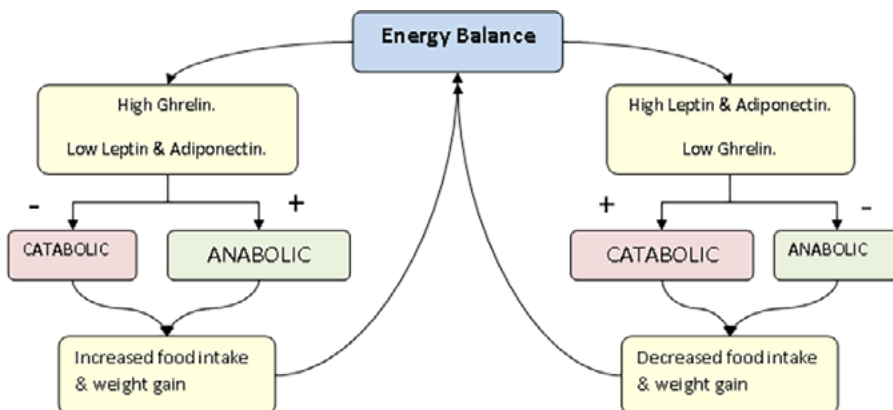 Energy Balance
High Ghrelin.
Low Leptin & Adiponectin.
-
+
CATABOLIC
ANABOLIC
Increased food intake
& weight gain
High Leptin & Adiponectin.
Low Ghrelin.
+
-
CATABOLIC
ANABOLIC
Decreased food intake
& weight gain